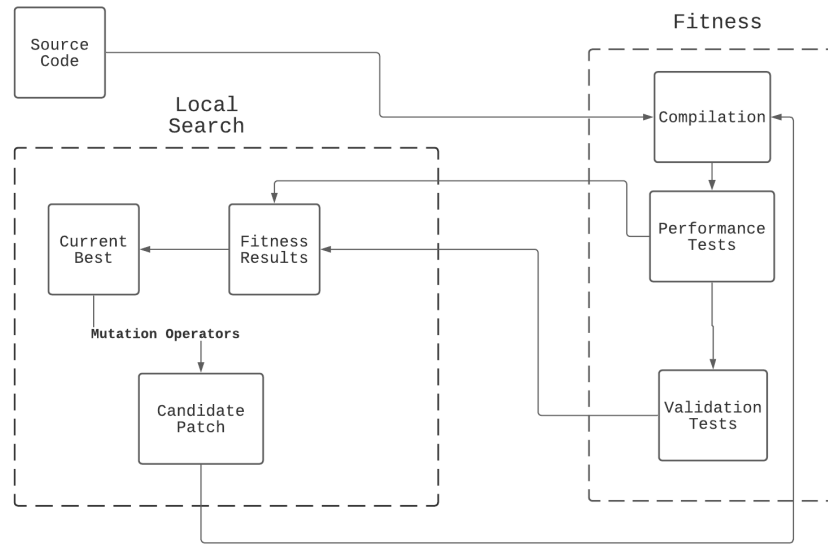 Source
Code
Fitness
Compilation
Local
Search
Performance
Tests
Current
Best
Fitness
Results
Mutation Operators
Candidate
Patch
Validation
Tests